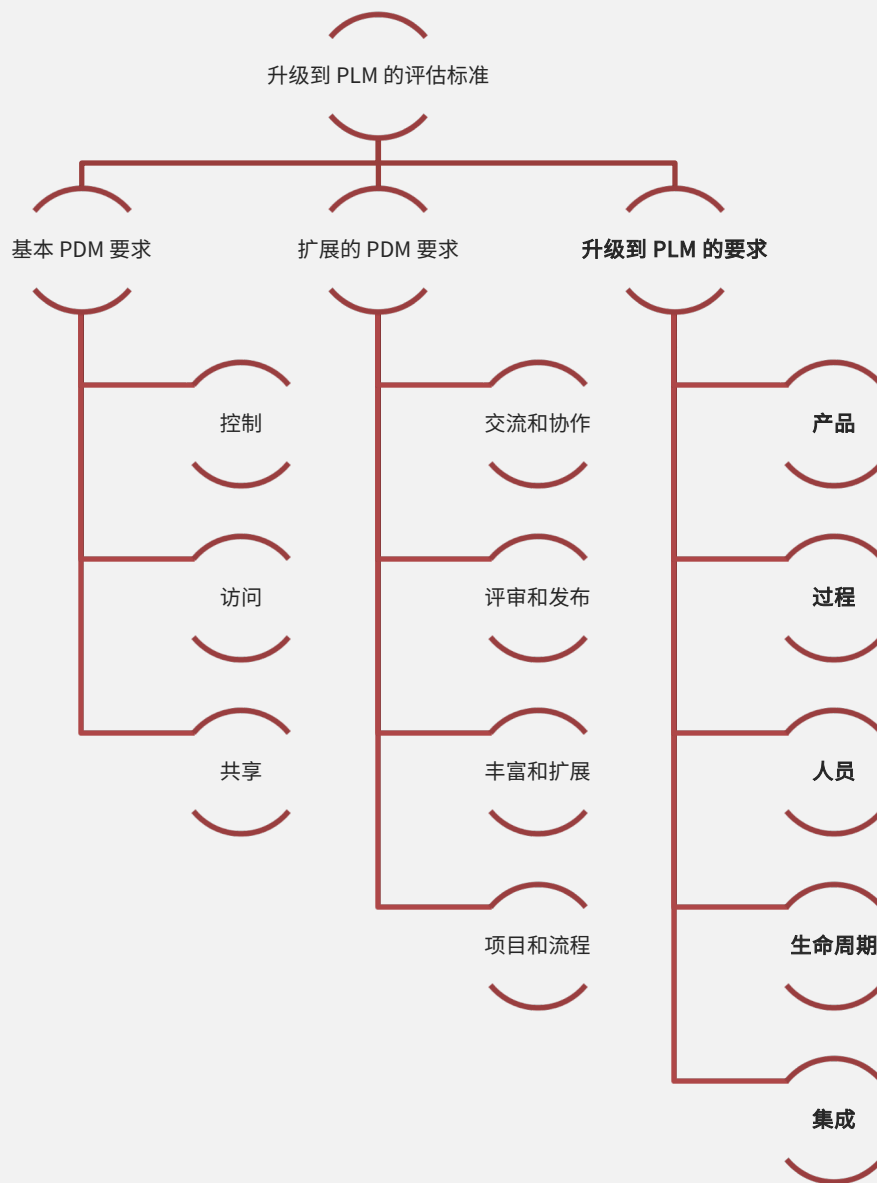 升级到 PLM 的评估标准
基本 PDM 要求
扩展的 PDM 要求
升级到 PLM 的要求
控制
交流和协作
产品
访问
评审和发布
过程
共享
丰富和扩展
人员
项目和流程
生命周期
集成